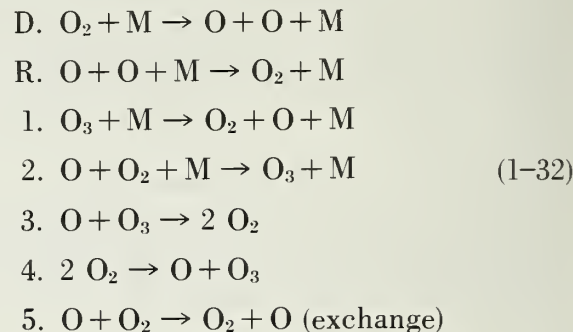 D. O₂ + M → O + O + M
R. O + O + M → O₂ + M
1. O₃ + M → O₂ + O + M
2. O + O₂ + M → O₃ + M (1–32)
3. O + O₃ → 2 O₂
4. 2 O₂ → O + O₃
5. O + O₂ → O₂ + O (exchange)